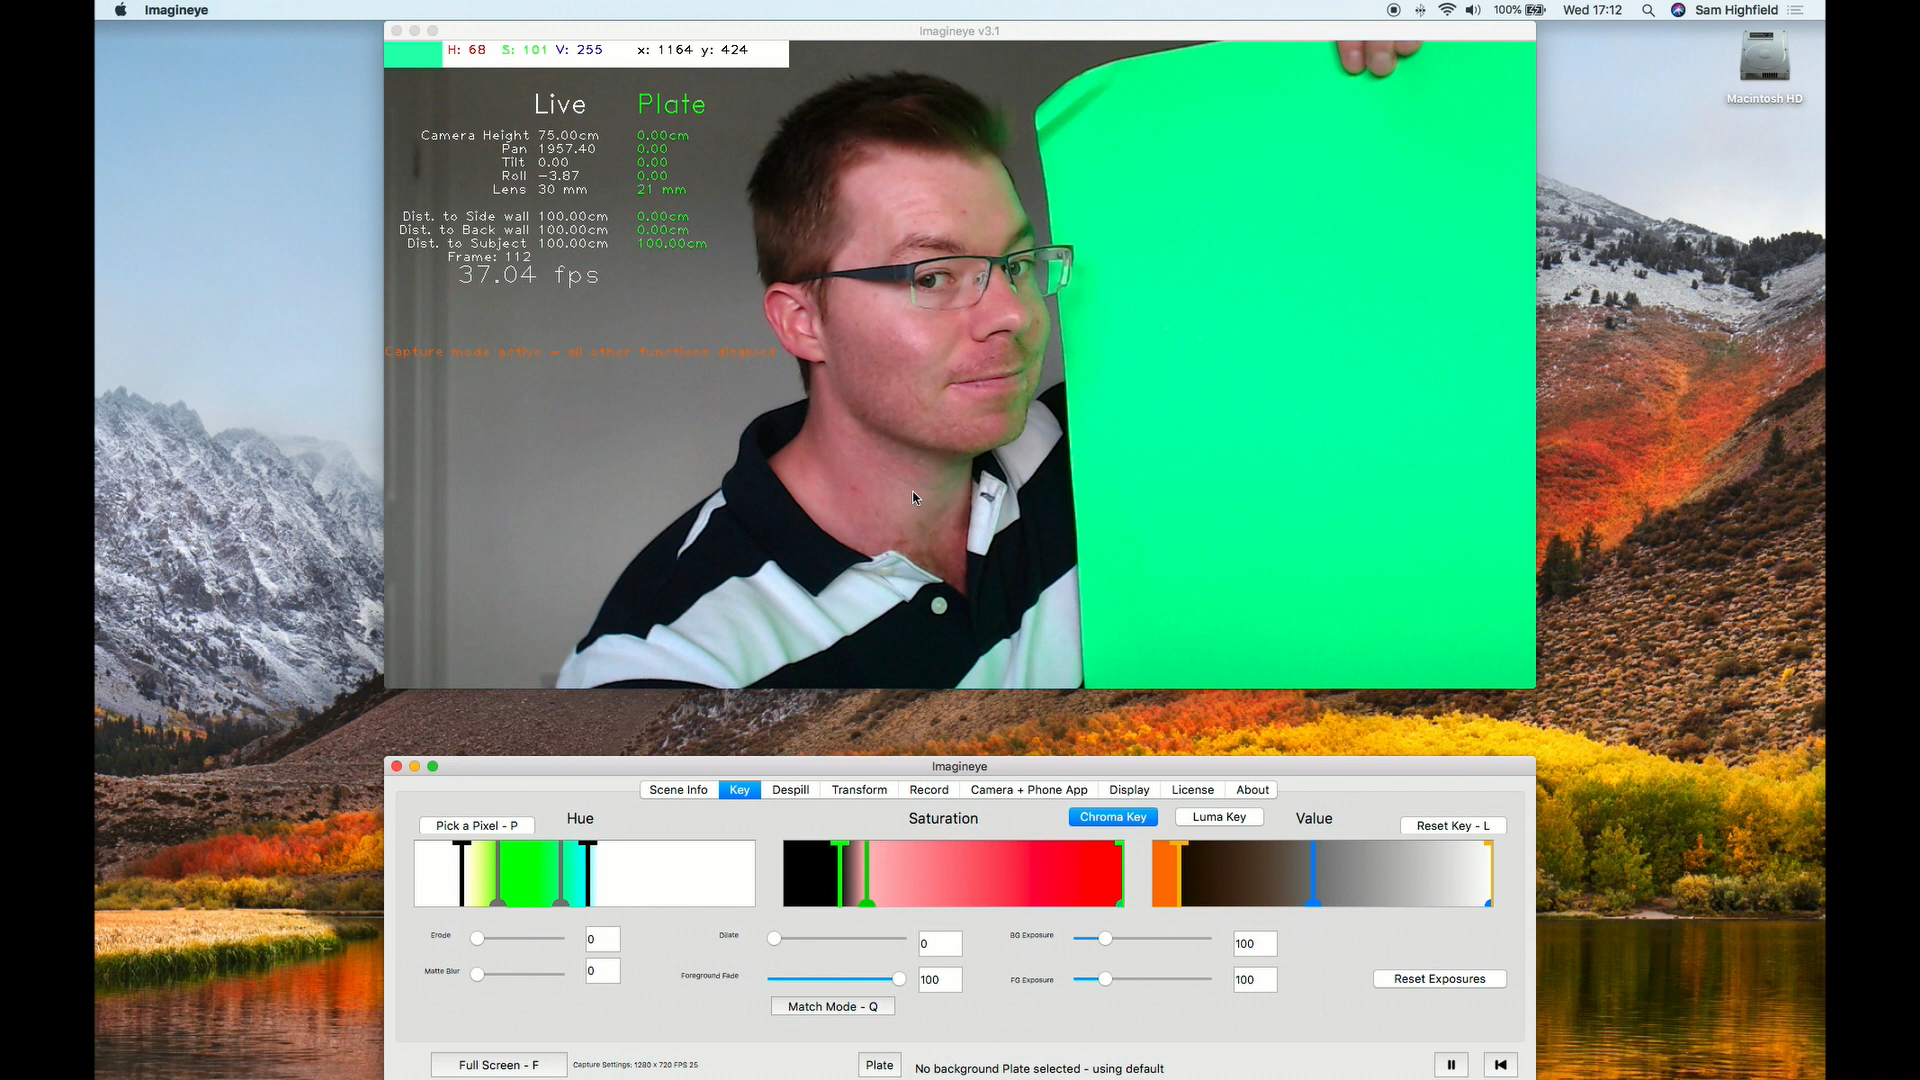 Imagineye
100%
Wed 17:12
Sam Highfield
Imagineye v3.1
Macintosh HD
H: 68 S: 101 V: 255 x: 1164 y: 424
Live Plate
Camera Height 75.00cm 0.00cm
Pan 1957.40 0.00
Tilt 0.00 0.00
Roll -3.87 0.00
Lens 30 mm 21 mm
Dist. to Side wall 100.00cm 0.00cm
Dist. to Back wall 100.00cm 0.00cm
Dist. to Subject 100.00cm 100.00cm
Frame: 112
37.04 fps
Capture mode active - all other functions disabled
Imagineye
Scene Info Key Despill Transform Record Camera + Phone App Display License About
Pick a Pixel - P Hue Saturation Chroma Key Luma Key Value Reset Key - L
Erode 0 Dilate 0 BG Exposure 100
Matte Blur 0 Foreground Fade 100 FG Exposure 100 Reset Exposures
Match Mode - Q
Full Screen - F Capture Settings: 1280 x 720 FPS 25 Plate No background Plate selected - using default